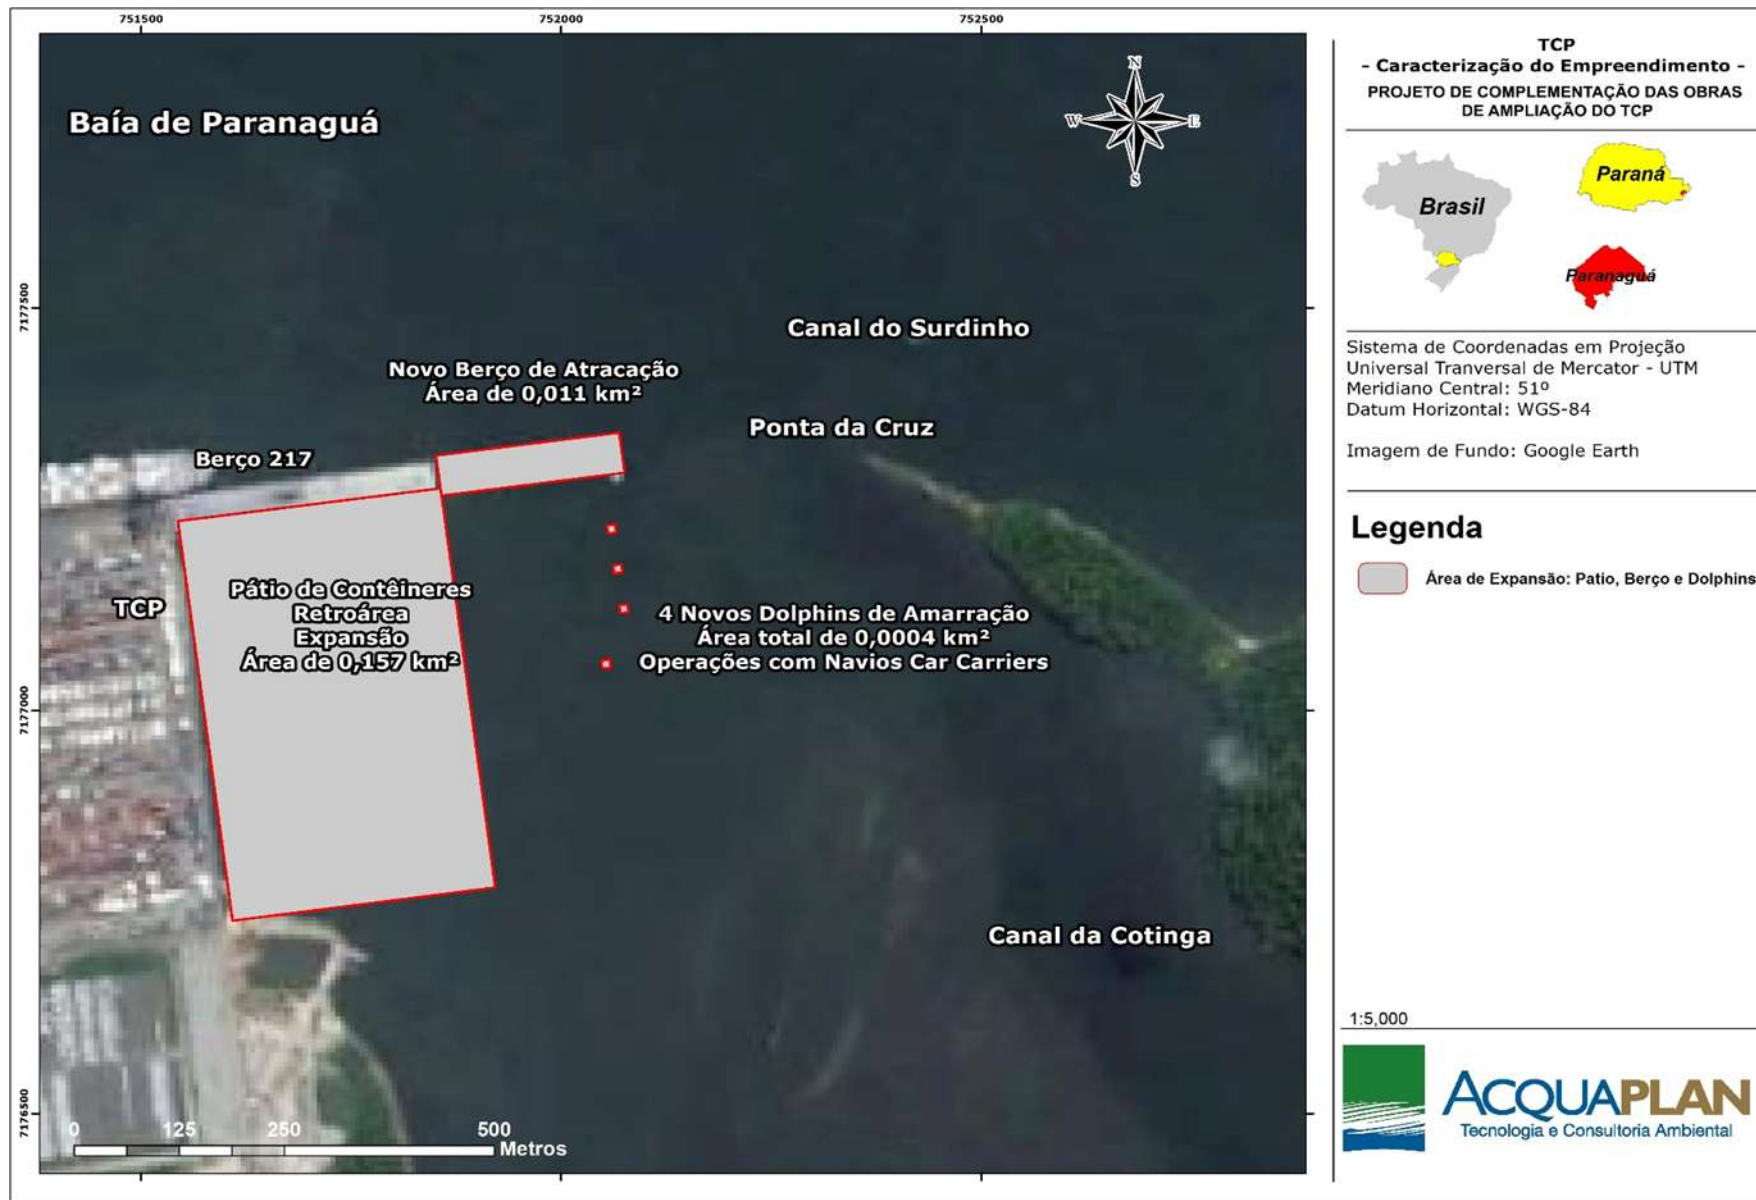 751500
752000
752500
7177500
7177000
7176500
Baía de Paranaguá
N
W
E
S
Canal do Surdinho
Novo Berço de Atracação
Área de 0,011 km²
Ponta da Cruz
Berço 217
Pátio de Contêineres
Retroárea
Expansão
Área de 0,157 km²
TCP
4 Novos Dolphins de Amarração
Área total de 0,0004 km²
Operações com Navios Car Carriers
Canal da Cotinga
0
125
250
500
Metros
TCP
- Caracterização do Empreendimento -
PROJETO DE COMPLEMENTAÇÃO DAS OBRAS
DE AMPLIAÇÃO DO TCP
Brasil
Paraná
Paranaguá
Sistema de Coordenadas em Projeção
Universal Tranversal de Mercator - UTM
Meridiano Central: 51º
Datum Horizontal: WGS-84
Imagem de Fundo: Google Earth
Legenda
Área de Expansão: Patio, Berço e Dolphins
1:5,000
ACQUAPLAN
Tecnologia e Consultoria Ambiental